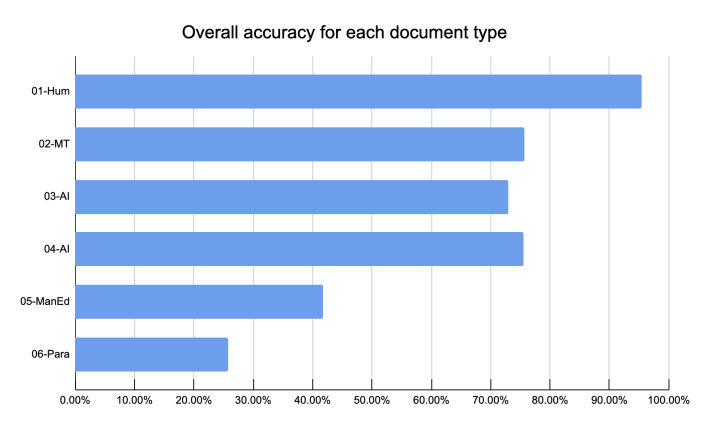 Overall accuracy for each document type
01-Hum
02-MT
03-AI
04-AI
05-ManEd
06-Para
0.00% 10.00% 20.00% 30.00% 40.00% 50.00% 60.00% 70.00% 80.00% 90.00% 100.00%